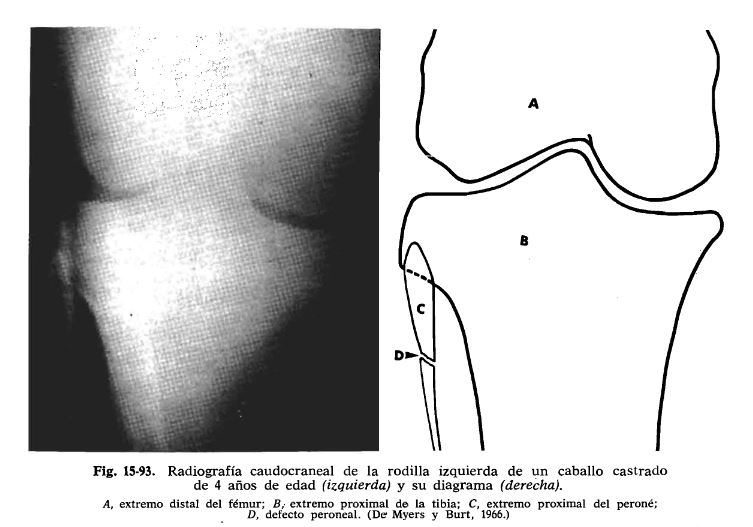 A
B
C
D
Fig. 15-93. Radiografía caudocraneal de la rodilla izquierda de un caballo castrado
de 4 años de edad (izquierda) y su diagrama (derecha).
A, extremo distal del fémur; B, extremo proximal de la tibia; C, extremo proximal del peroné;
D, defecto peroneal. (De Myers y Burt, 1966.)